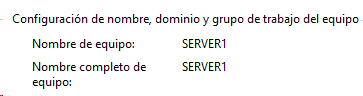 Configuración de nombre, dominio y grupo de trabajo del equipo
Nombre de equipo: SERVER1
Nombre completo de SERVER1
equipo: